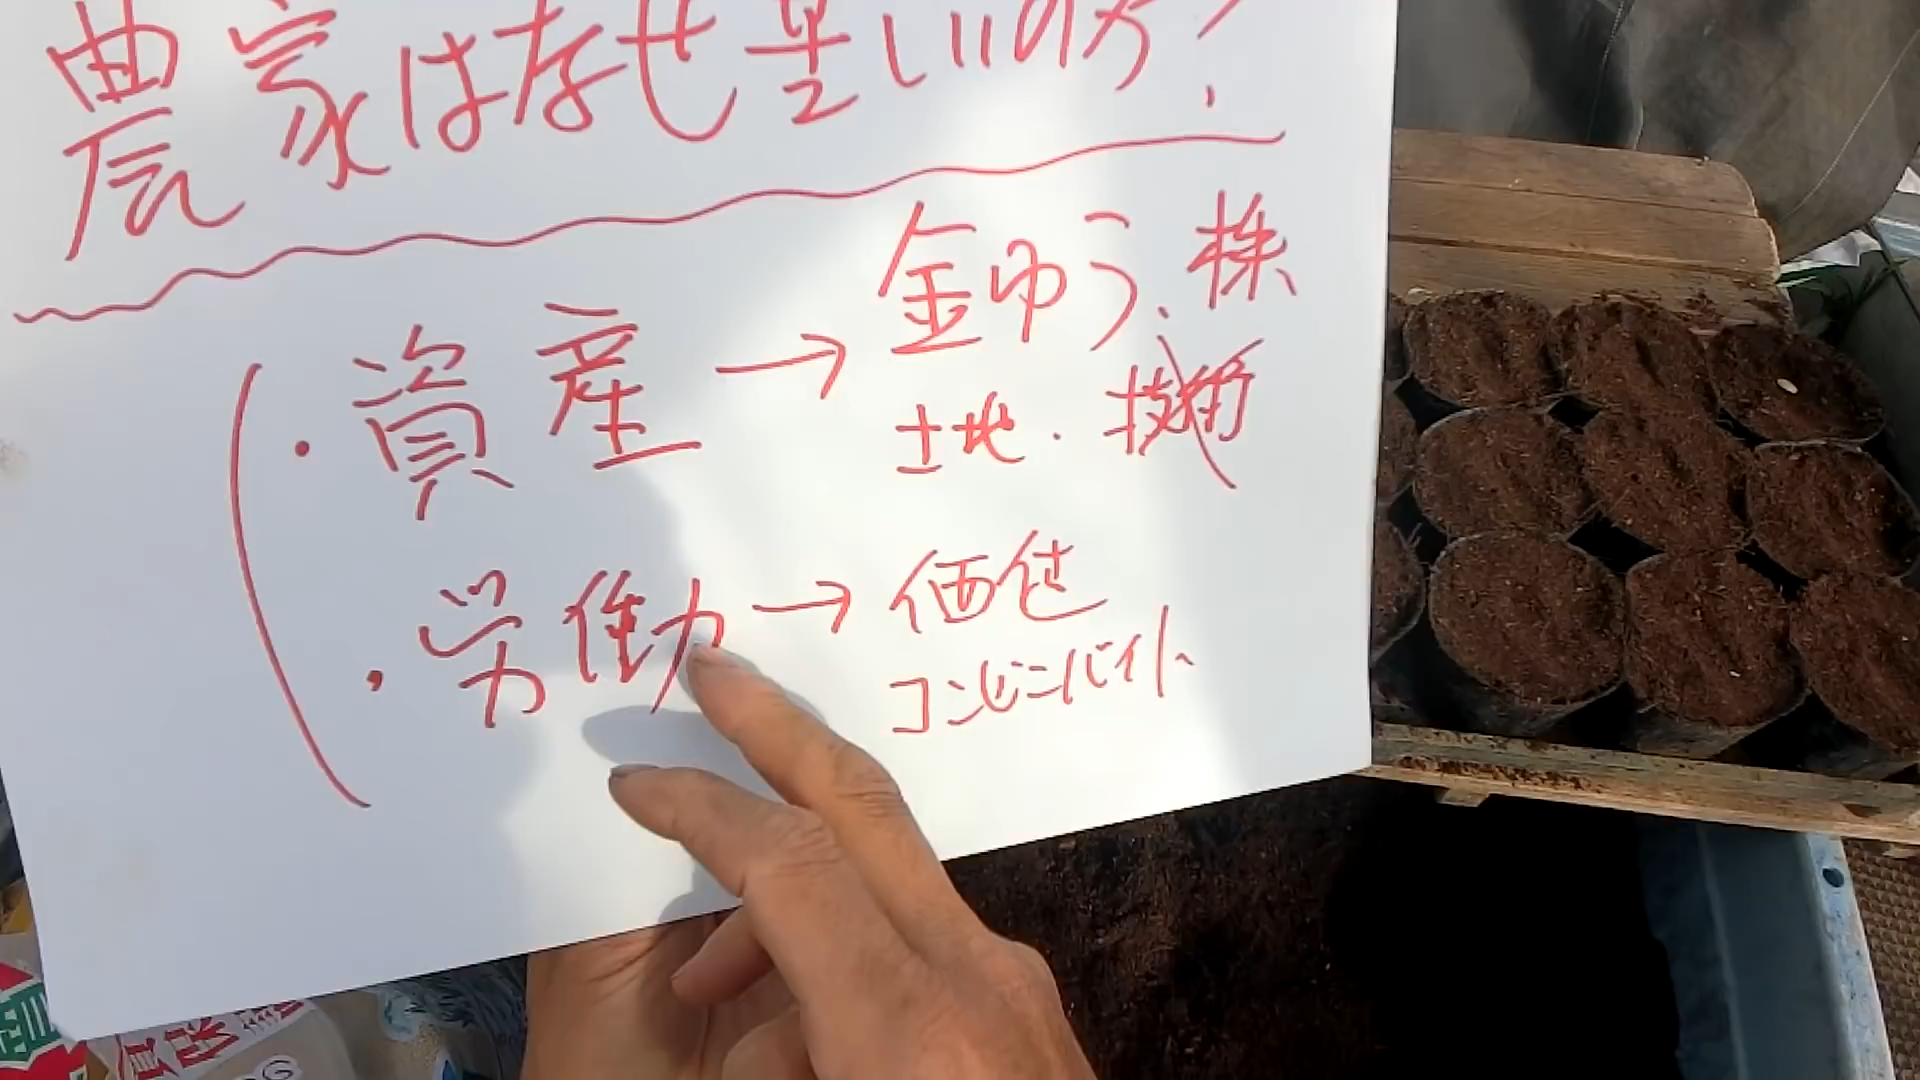 農家はなぜ しいのか?
・資産→金ゆう、株
土地・技術
・労働力→価値
コンビニバイト